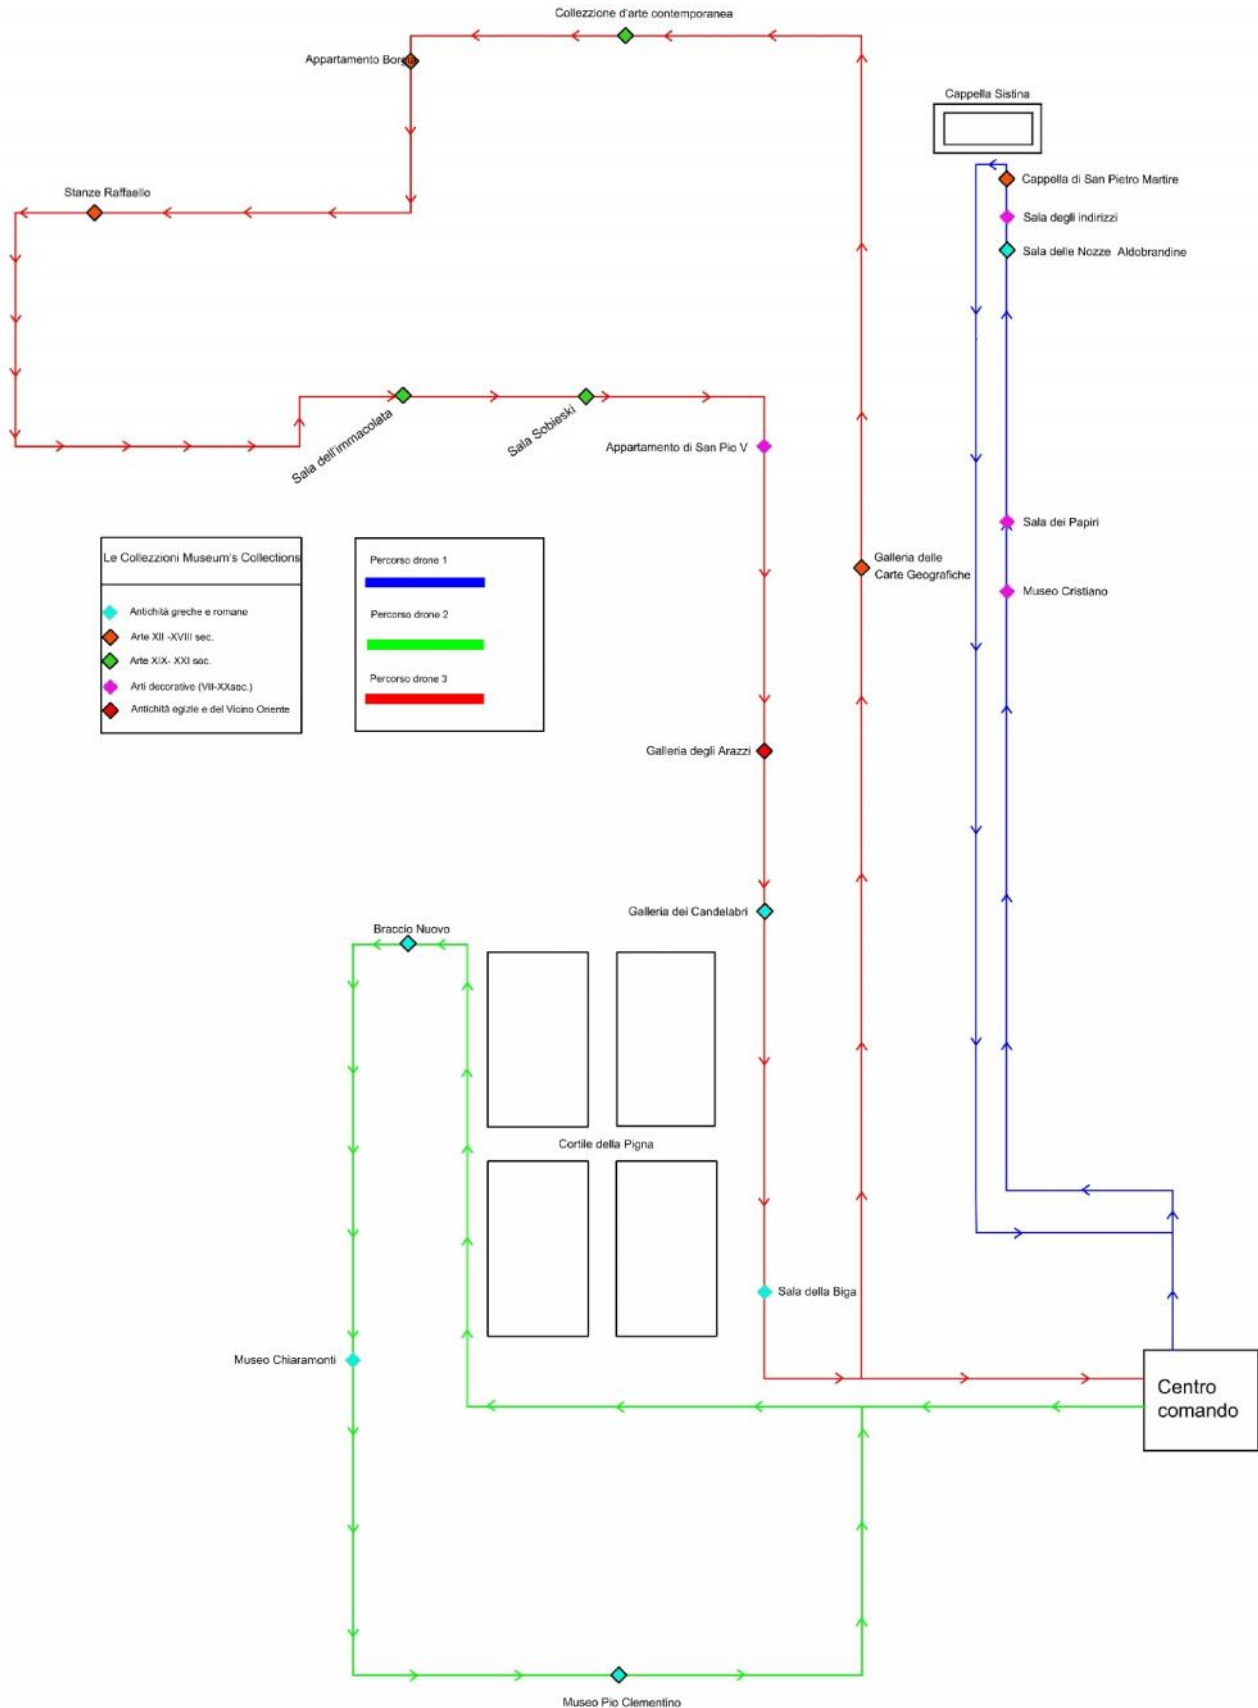 Collezzione d'arte contemporanea
Appartamento Borgia
Cappella Sistina
Cappella di San Pietro Martire
Stanze Raffaello
Sala degli indirizzi
Sala delle Nozze Aldobrandine
Sala dell'immacolata
Sala Sobieski
Appartamento di San Pio V
Sala dei Papiri
Galleria delle
Carte Geografiche
Museo Cristiano
Le Collezzioni Museum's Collections
Antichità greche e romane
Arte XII -XVIII sec.
Arte XIX- XXI sec.
Arti decorative (VII-XXsec.)
Antichità egizie e del Vicino Oriente
Percorso drone 1
Percorso drone 2
Percorso drone 3
Galleria degli Arazzi
Galleria dei Candelabri
Braccio Nuovo
Cortile della Pigna
Sala della Biga
Museo Chiaramonti
Centro
comando
Museo Pio Clementino